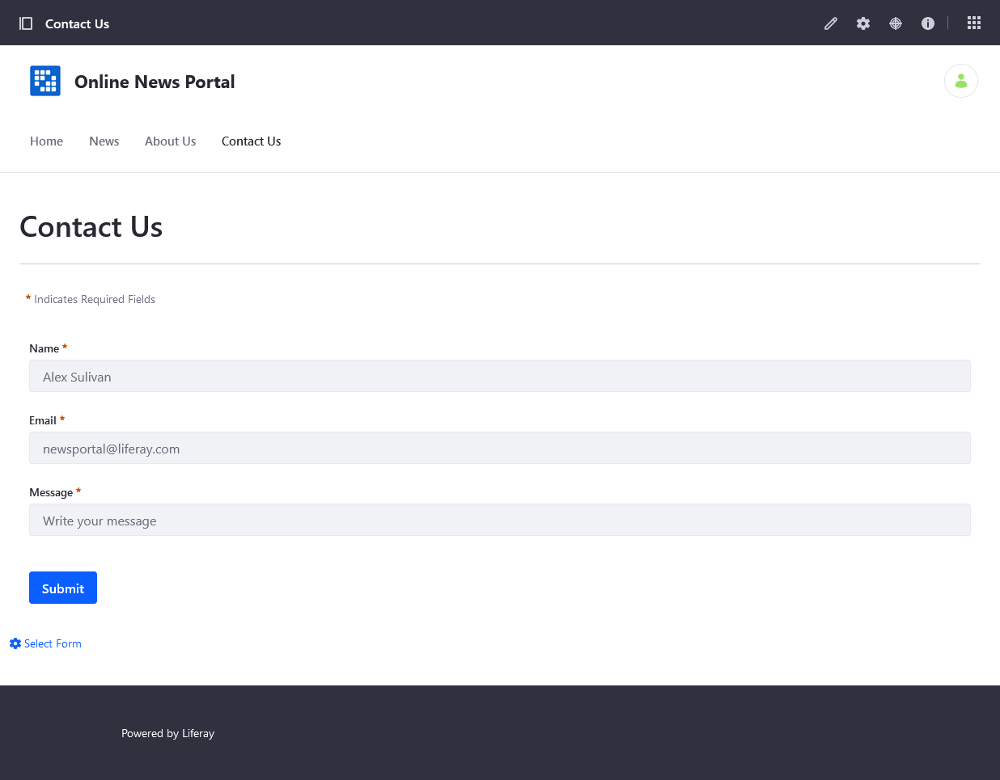 Contact Us
Online News Portal
Home News About Us Contact Us
Contact Us
* Indicates Required Fields
Name *
Alex Sulivan
Email *
newsportal@liferay.com
Message *
Write your message
Submit
Select Form
Powered by Liferay